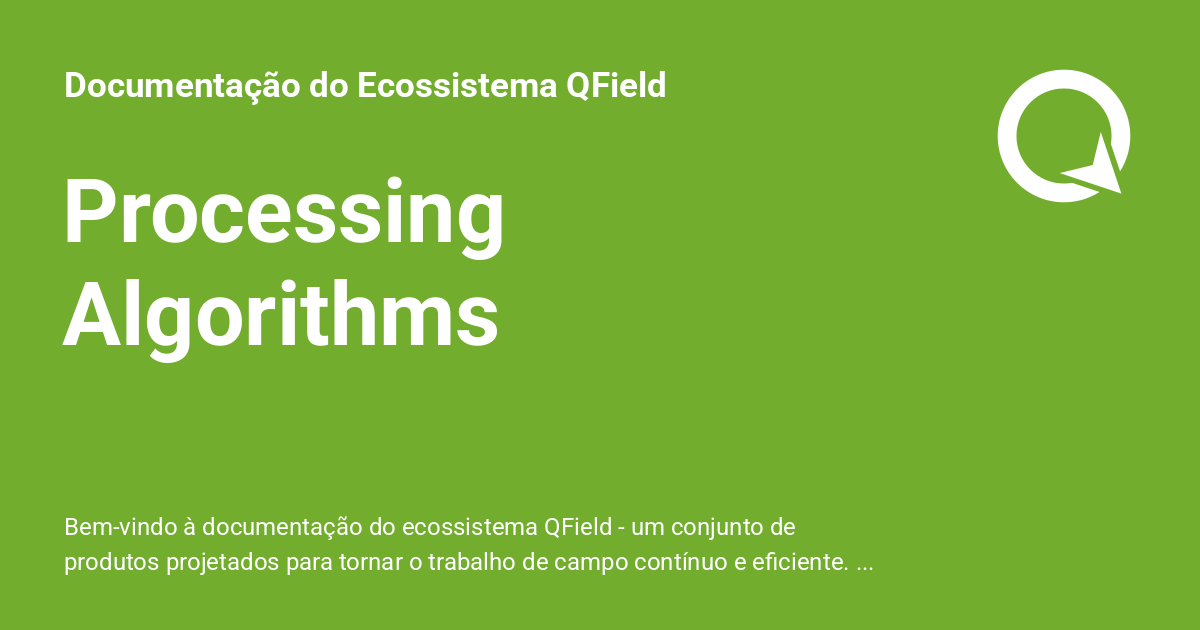 Documentação do Ecossistema QField
Processing
Algorithms
Bem-vindo à documentação do ecossistema QField - um conjunto de
produtos projetados para tornar o trabalho de campo contínuo e eficiente. ...